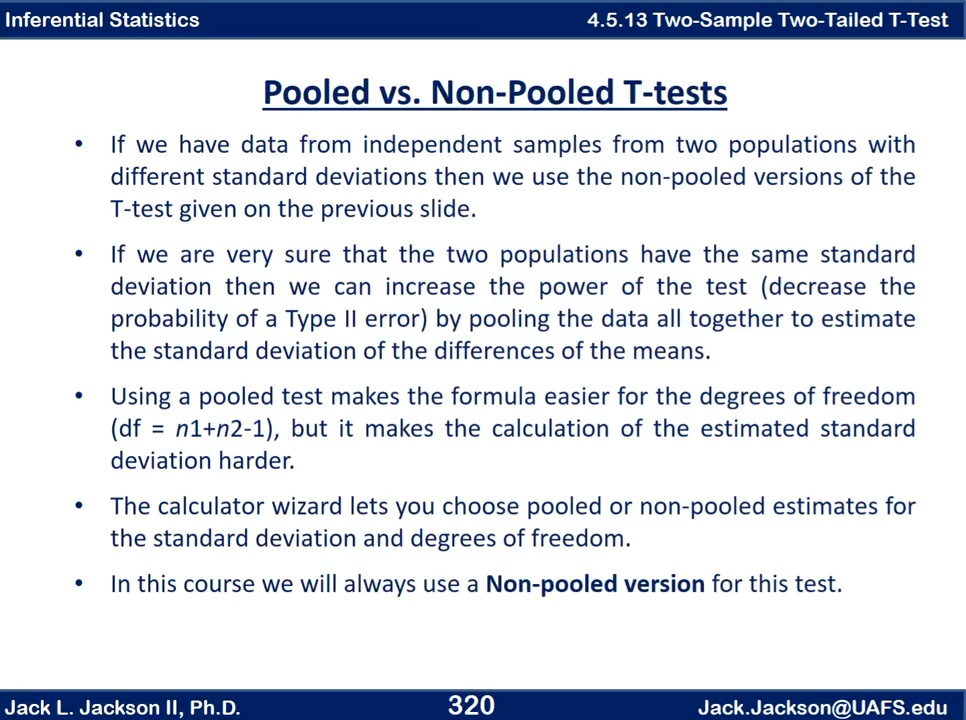 Inferential Statistics
4.5.13 Two-Sample Two-Tailed T-Test
Pooled vs. Non-Pooled T-tests
• If we have data from independent samples from two populations with
different standard deviations then we use the non-pooled versions of the
T-test given on the previous slide.
• If we are very sure that the two populations have the same standard
deviation then we can increase the power of the test (decrease the
probability of a Type II error) by pooling the data all together to estimate
the standard deviation of the differences of the means.
• Using a pooled test makes the formula easier for the degrees of freedom
(df = n1+n2-1), but it makes the calculation of the estimated standard
deviation harder.
• The calculator wizard lets you choose pooled or non-pooled estimates for
the standard deviation and degrees of freedom.
• In this course we will always use a Non-pooled version for this test.
Jack L. Jackson II, Ph.D.
320
Jack.Jackson@UAFS.edu